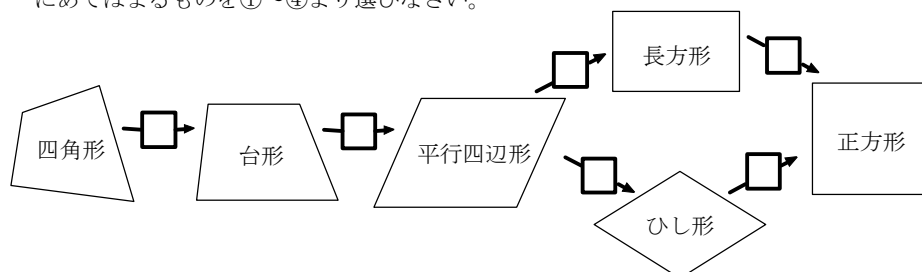 にあてはまるものを①~④より選びなさい。
長方形
四角形
台形
平行四辺形
正方形
ひし形